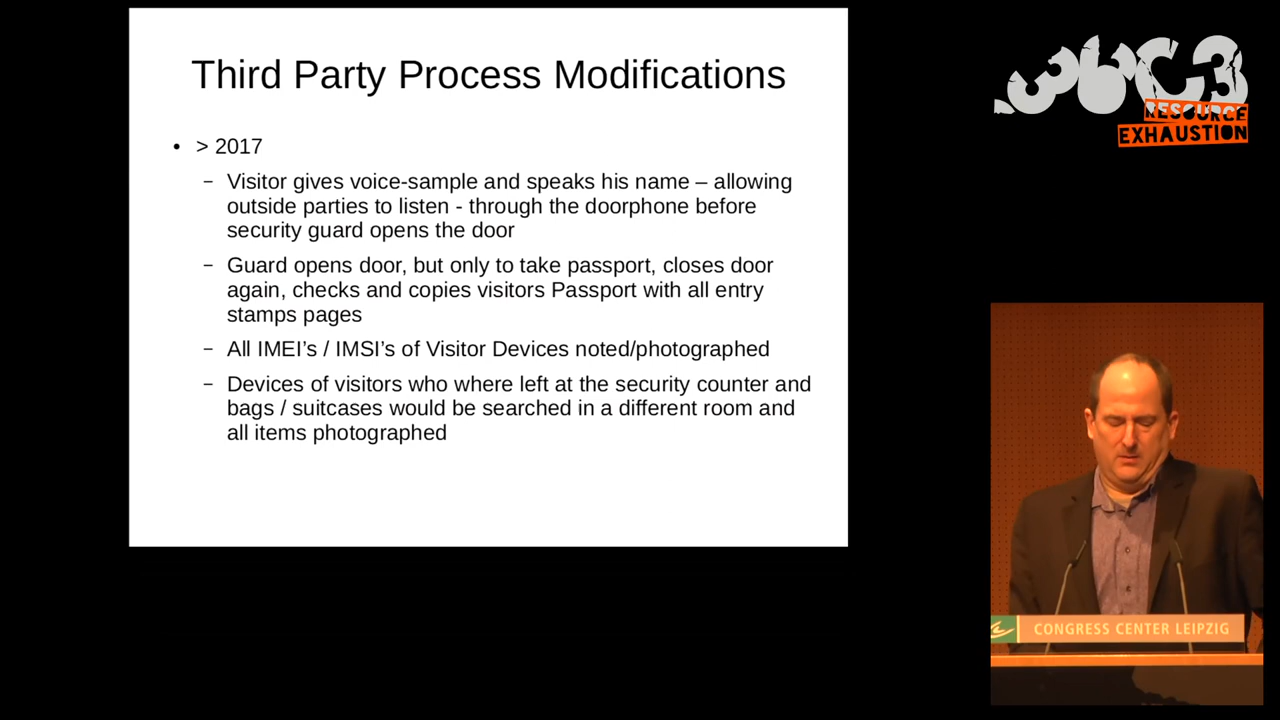 Third Party Process Modifications
• > 2017
– Visitor gives voice-sample and speaks his name – allowing
outside parties to listen - through the doorphone before
security guard opens the door
– Guard opens door, but only to take passport, closes door
again, checks and copies visitors Passport with all entry
stamps pages
– All IMEI’s / IMSI’s of Visitor Devices noted/photographed
– Devices of visitors who where left at the security counter and
bags / suitcases would be searched in a different room and
all items photographed
36C3
RESOURCE
EXHAUSTION
CONGRESS CENTER LEIPZIG